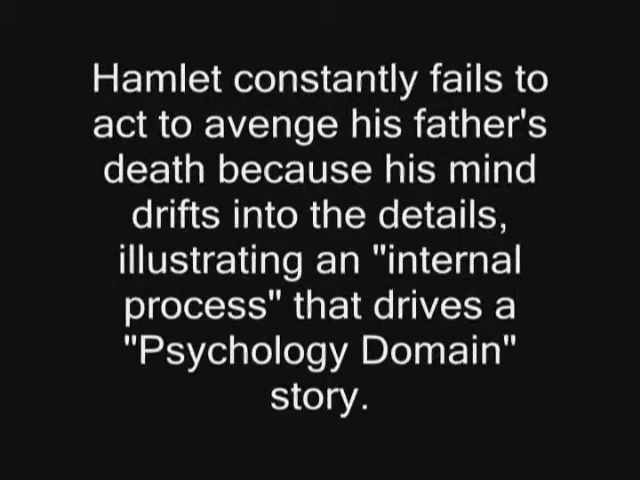 Hamlet constantly fails to
act to avenge his father's
death because his mind
drifts into the details,
illustrating an "internal
process" that drives a
"Psychology Domain"
story.